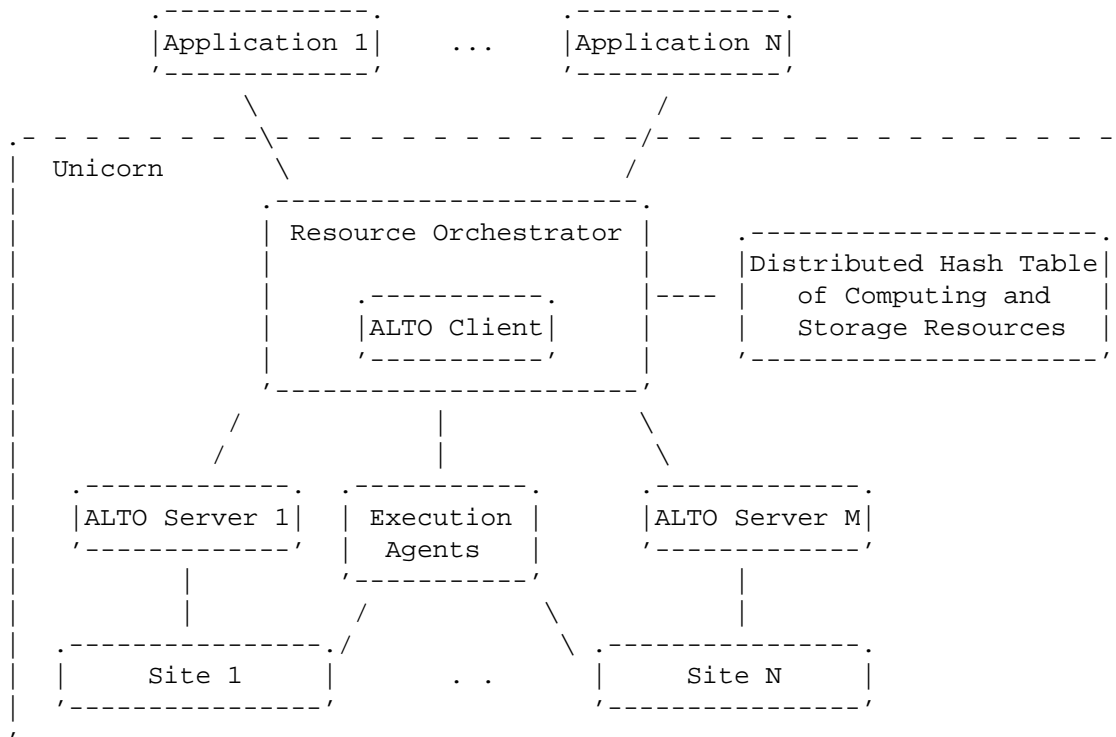 Application 1 ... Application N
Unicorn
Resource Orchestrator
Distributed Hash Table
ALTO Client
of Computing and
Storage Resources
ALTO Server 1
Execution
Agents
ALTO Server M
Site 1 . . Site N